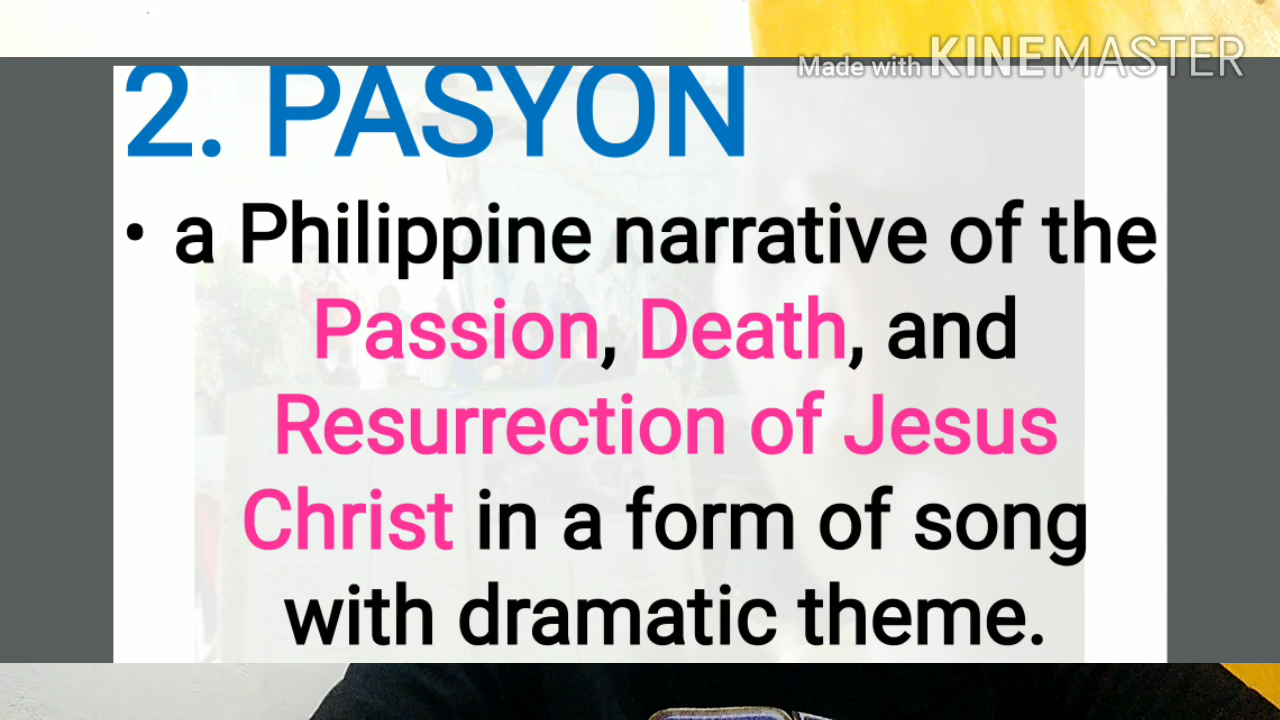 Made with KINEMASTER
2. PASYON
• a Philippine narrative of the
Passion, Death, and
Resurrection of Jesus
Christ in a form of song
with dramatic theme.